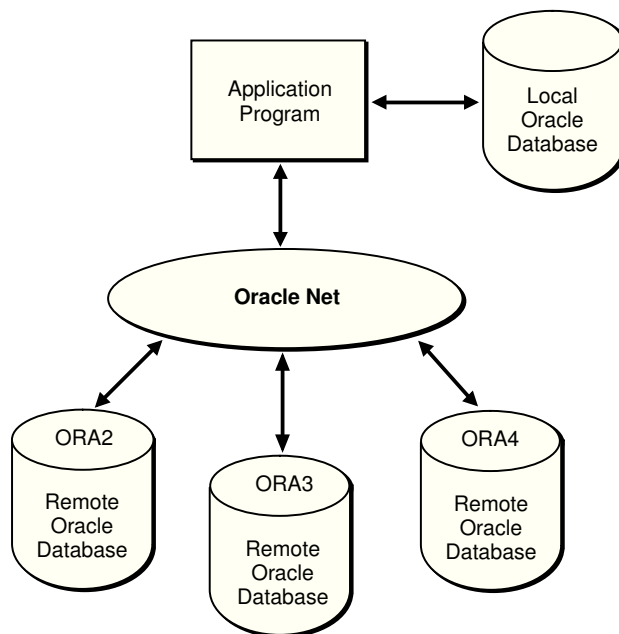 Application
Program
Local
Oracle
Database
Oracle Net
ORA2
Remote
Oracle
Database
ORA3
Remote
Oracle
Database
ORA4
Remote
Oracle
Database